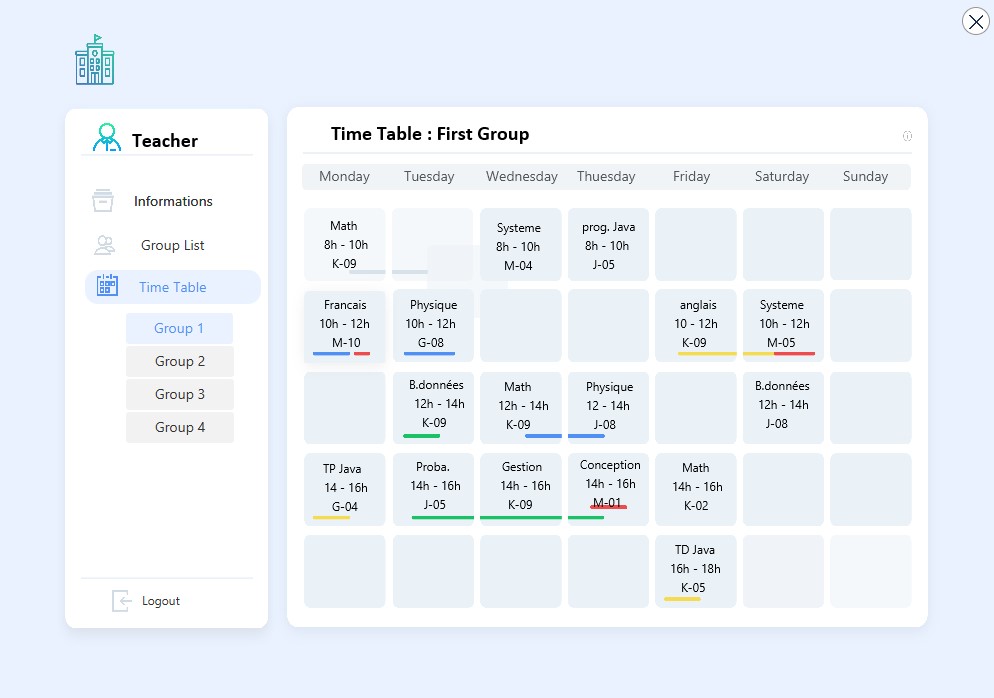 Teacher
Informations
Group List
Time Table
Group 1
Group 2
Group 3
Group 4
Logout
Time Table : First Group
Monday Tuesday Wednesday Thuesday Friday Saturday Sunday
Math
8h - 10h
K-09
Systeme
8h - 10h
M-04
prog. Java
8h - 10h
J-05
Francais
10h - 12h
M-10
Physique
10h - 12h
G-08
anglais
10 - 12h
K-09
Systeme
10h - 12h
M-05
B.données
12h - 14h
K-09
Math
12h - 14h
K-09
Physique
12 - 14h
J-08
B.données
12h - 14h
J-08
TP Java
14 - 16h
G-04
Proba.
14h - 16h
J-05
Gestion
14h - 16h
K-09
Conception
14h - 16h
M-01
Math
14h - 16h
K-02
TD Java
16h - 18h
K-05